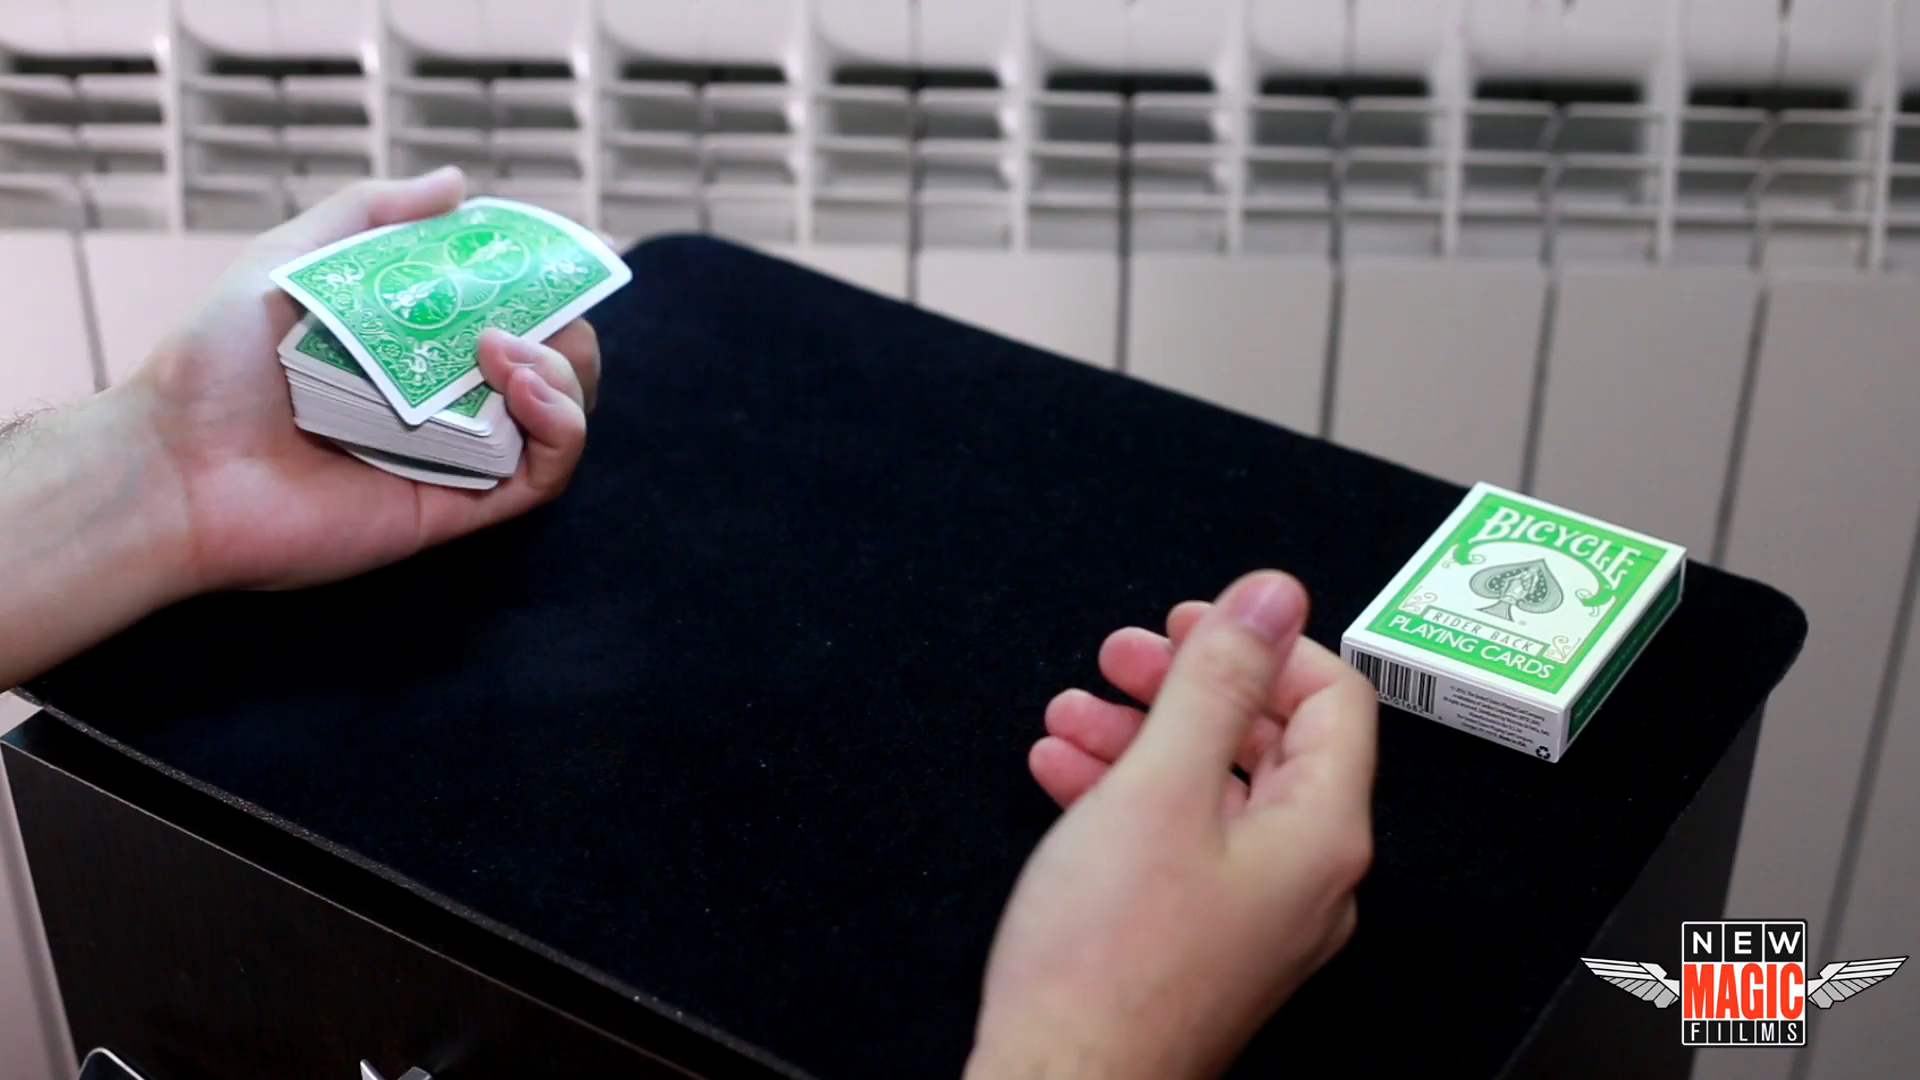 BICYCLE
RIDER BACK
PLAYING CARDS
NEW
MAGIC
FILMS